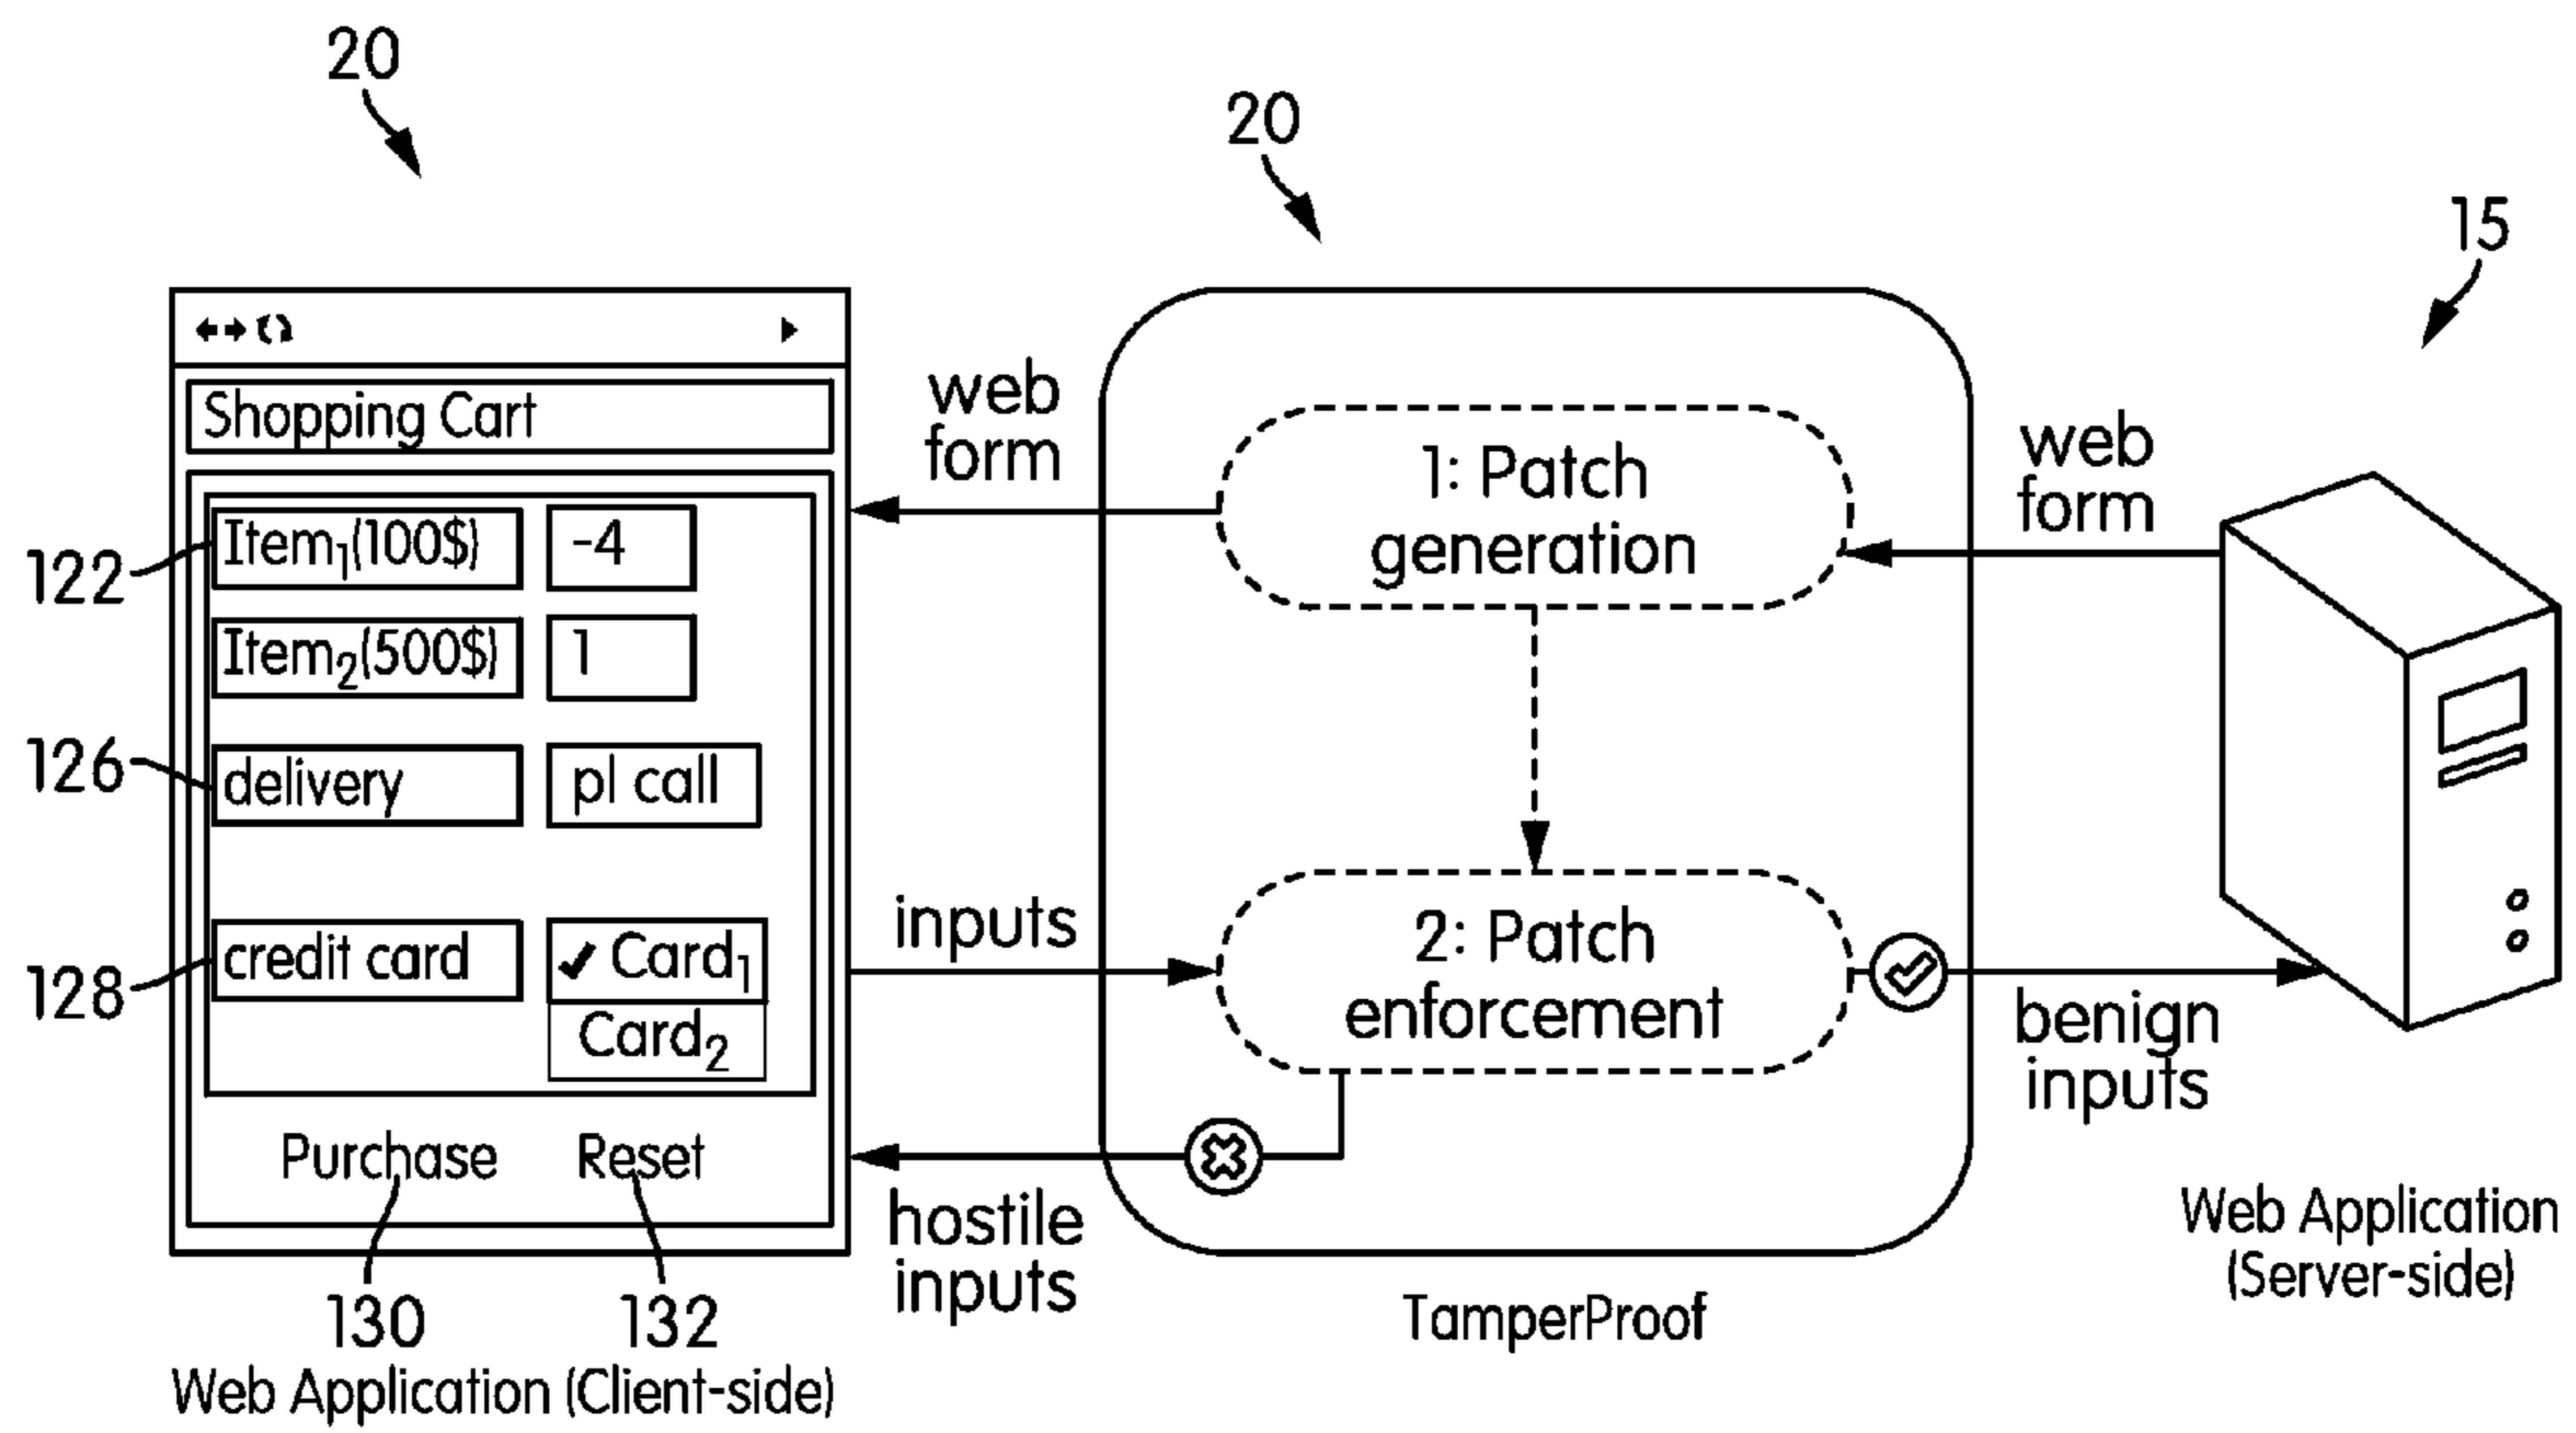 20
20
15
Shopping Cart
122
Item1(100$) -4
Item2(500$) 1
126
delivery pl call
128
credit card ✔ Card1
Card2
Purchase Reset
130 132
Web Application (Client-side)
web
form
inputs
hostile
inputs
1: Patch
generation
2: Patch
enforcement
TamperProof
web
form
benign
inputs
Web Application
(Server-side)